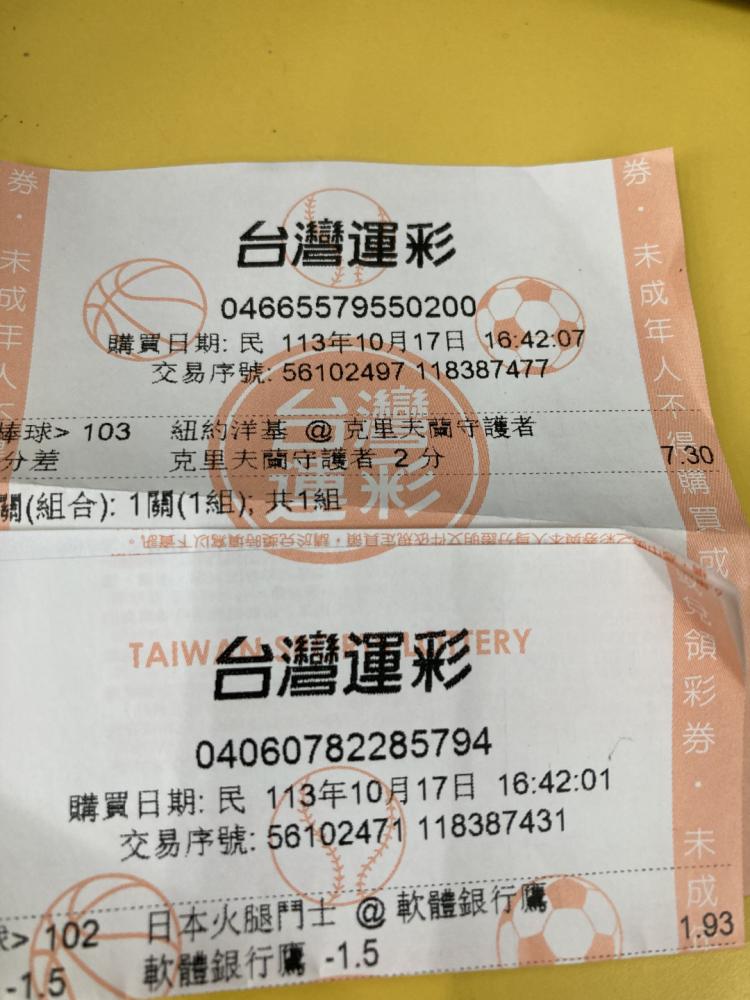 券・未成年人不
券・未成年人不得購買或兌領彩券・未成
台灣運彩
04665579550200
購買日期: 民 113年10月17日 16:42:07
交易序號: 56102497 118387477
台灣運彩
棒球> 103 紐約洋基 @ 克里夫蘭守護者
分差 克里夫蘭守護者 2 分 7.30
關(組合): 1關(1組); 共1組
TAIWAN SPORTS LOTTERY
台灣運彩
04060782285794
購買日期: 民 113年10月17日 16:42:01
交易序號: 56102471 118387431
球> 102 日本火腿鬥士 @ 軟體銀行鷹
-1.5 軟體銀行鷹 -1.5 1.93